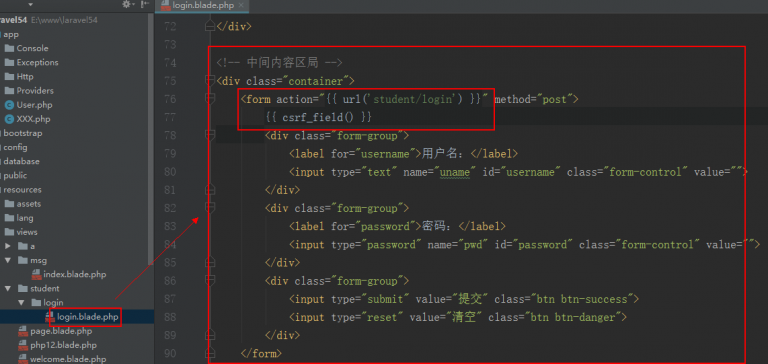 ravel54 E:\www\laravel54
app
Console
Exceptions
Http
Providers
User.php
XXX.php
bootstrap
config
database
public
resources
assets
lang
views
a
msg
index.blade.php
student
login
login.blade.php
page.blade.php
php12.blade.php
welcome.blade.php
login.blade.php
72 </div>
73
74 <!-- 中间内容区局 -->
75 <div class="container">
76 <form action="{{ url('student/login') }}" method="post">
77 {{ csrf_field() }}
78 <div class="form-group">
79 <label for="username">用户名：</label>
80 <input type="text" name="uname" id="username" class="form-control" value="">
81 </div>
82 <div class="form-group">
83 <label for="password">密码：</label>
84 <input type="password" name="pwd" id="password" class="form-control" value="">
85 </div>
86 <div class="form-group">
87 <input type="submit" value="提交" class="btn btn-success">
88 <input type="reset" value="清空" class="btn btn-danger">
89 </div>
90 </form>